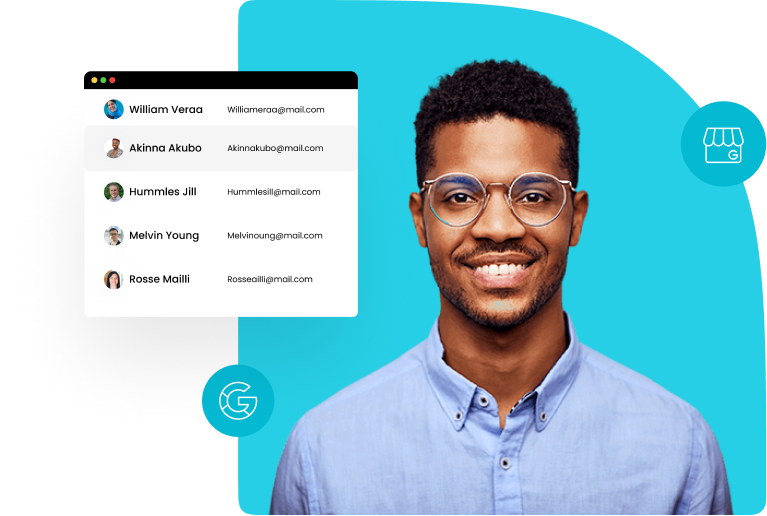 William Veraa Williameraa@mail.com
Akinna Akubo Akinnakubo@mail.com
Hummles Jill Hummlesill@mail.com
Melvin Young Melvinoung@mail.com
Rosse Mailli Rosseailli@mail.com
G
G